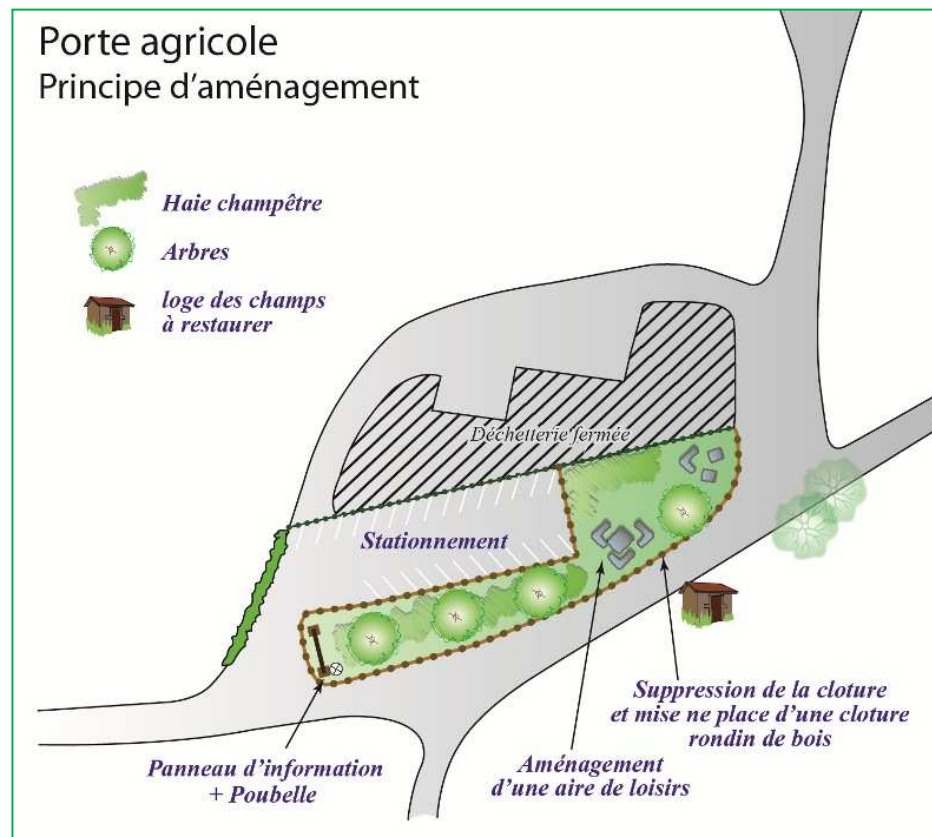 Porte agricole
Principe d'aménagement
Haie champêtre
Arbres
loge des champs
à restaurer
Déchetterie fermée
Stationnement
Suppression de la cloture
et mise ne place d'une cloture
rondin de bois
Aménagement
d'une aire de loisirs
Panneau d'information
+ Poubelle